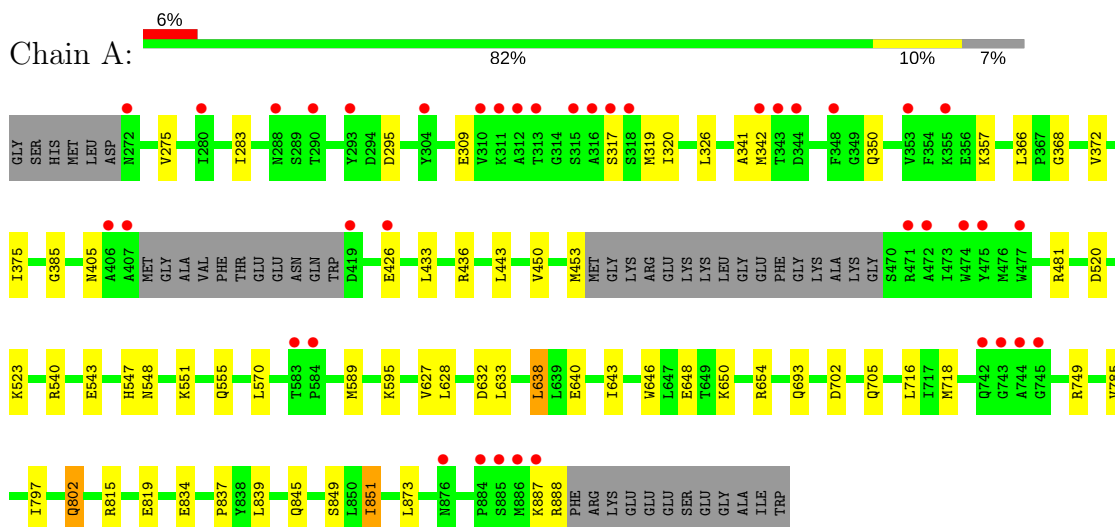 6%
Chain A:
82% 10% 7%
GLY SER HIS MET LEU ASP N272 V275 I280 I283 N288 S289 T290 Y293 D294 D295 Y304 E309 V310 K311 A312 T313 G314 S315 A316 S317 S318 M319 I320 L326 A341 M342 T343 D344 F348 G349 Q350 V353 F354 K355 E356 K357 L366 P367 G368 V372
I375 G385 N405 A406 A407 MET GLY ALA VAL PHE THR GLU GLU ASN GLN TRP D419 E426 L433 R436 L443 V450 M453 MET GLY LYS ARG GLU LYS LYS LEU GLY GLU PHE GLY LYS ALA LYS GLY S470 R471 A472 I473 W474 Y475 M476 W477 R481 D520
K523 R540 E543 H547 N548 K551 Q555 L570 T583 P584 M589 K595 V627 L628 D632 L633 L638 L639 E640 I643 W646 L647 E648 T649 K650 R654 Q693 D702 Q705 L716 I717 M718 Q742 G743 A744 G745 R749 V785
I797 Q802 R815 E819 E834 P837 Y838 L839 Q845 S849 L850 I851 L873 N876 P884 S885 M886 K887 R888 PHE ARG LYS GLU GLU GLU SER GLU GLY ALA ILE TRP